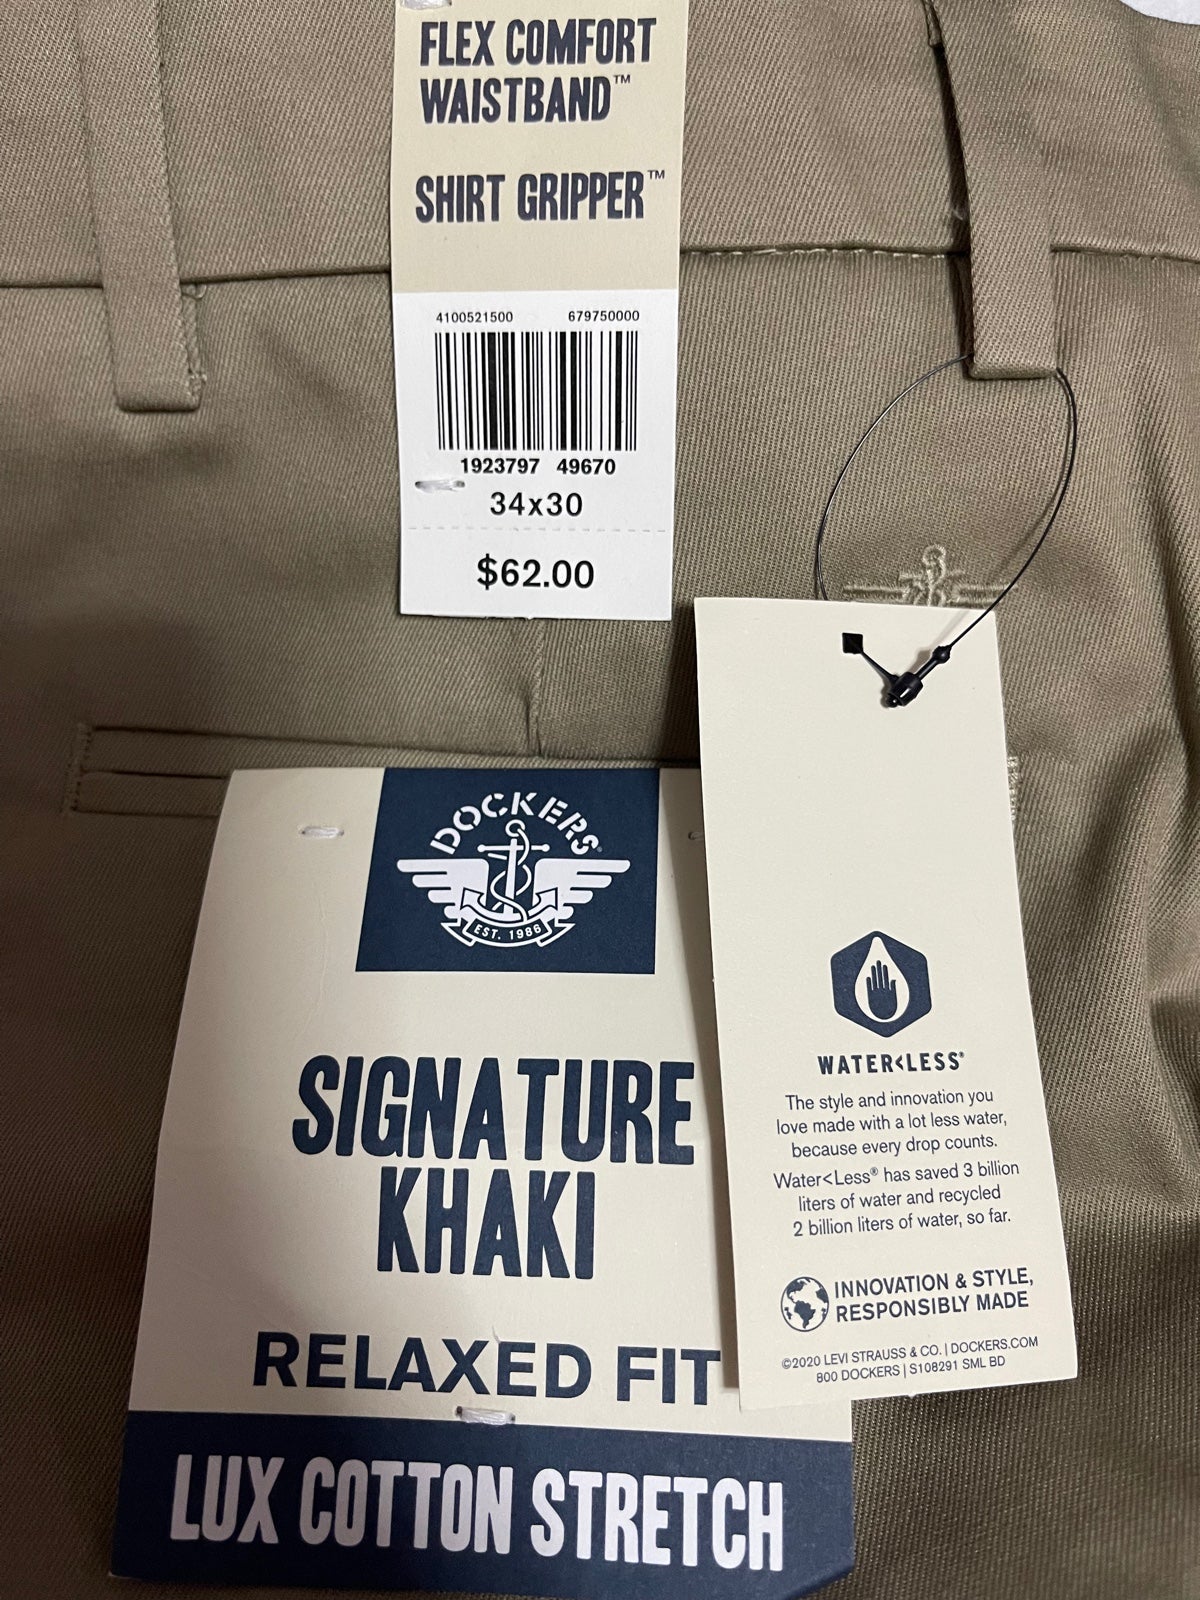 FLEX COMFORT
WAISTBAND™
SHIRT GRIPPER™
4100521500 679750000
1923797 49670
34x30
$62.00
DOCKERS®
EST. 1986
SIGNATURE
KHAKI
RELAXED FIT
LUX COTTON STRETCH
WATER<LESS®
The style and innovation you
love made with a lot less water,
because every drop counts.
Water<Less® has saved 3 billion
liters of water and recycled
2 billion liters of water, so far.
INNOVATION & STYLE,
RESPONSIBLY MADE
©2020 LEVI STRAUSS & CO. | DOCKERS.COM
800 DOCKERS | S108291 SML BD